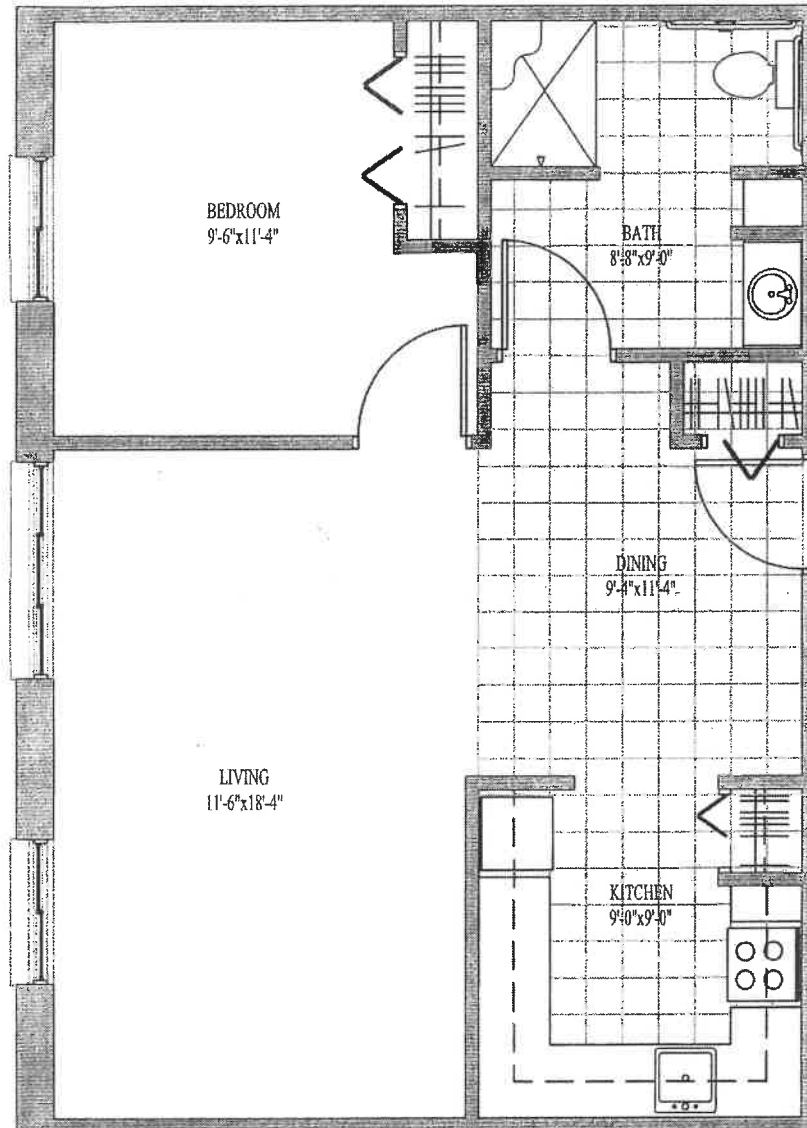 BEDROOM
9'-6"x11'-4"
BATH
8'-8"x9'-0"
DINING
9'-4"x11'-4"
LIVING
11'-6"x18'-4"
KITCHEN
9'-0"x9'-0"